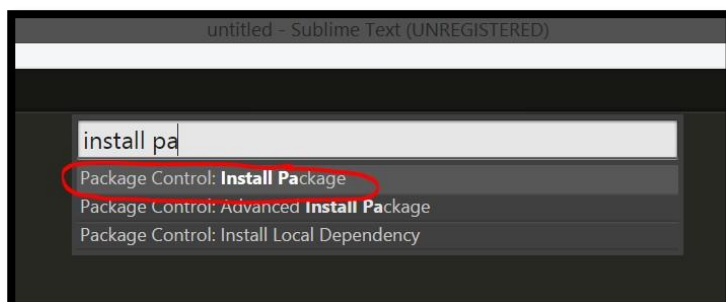 untitled - Sublime Text (UNREGISTERED)
install pa
Package Control: Install Package
Package Control: Advanced Install Package
Package Control: Install Local Dependency